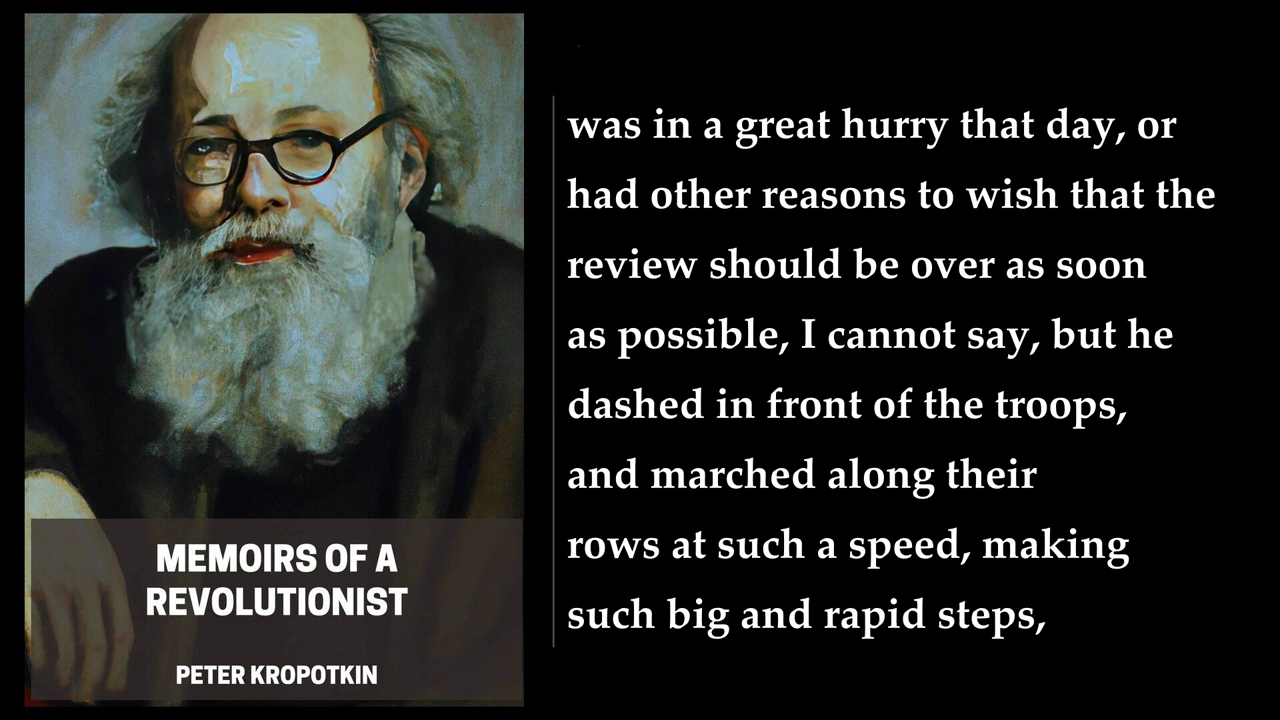 MEMOIRS OF A
REVOLUTIONIST
PETER KROPOTKIN
was in a great hurry that day, or
had other reasons to wish that the
review should be over as soon
as possible, I cannot say, but he
dashed in front of the troops,
and marched along their
rows at such a speed, making
such big and rapid steps,